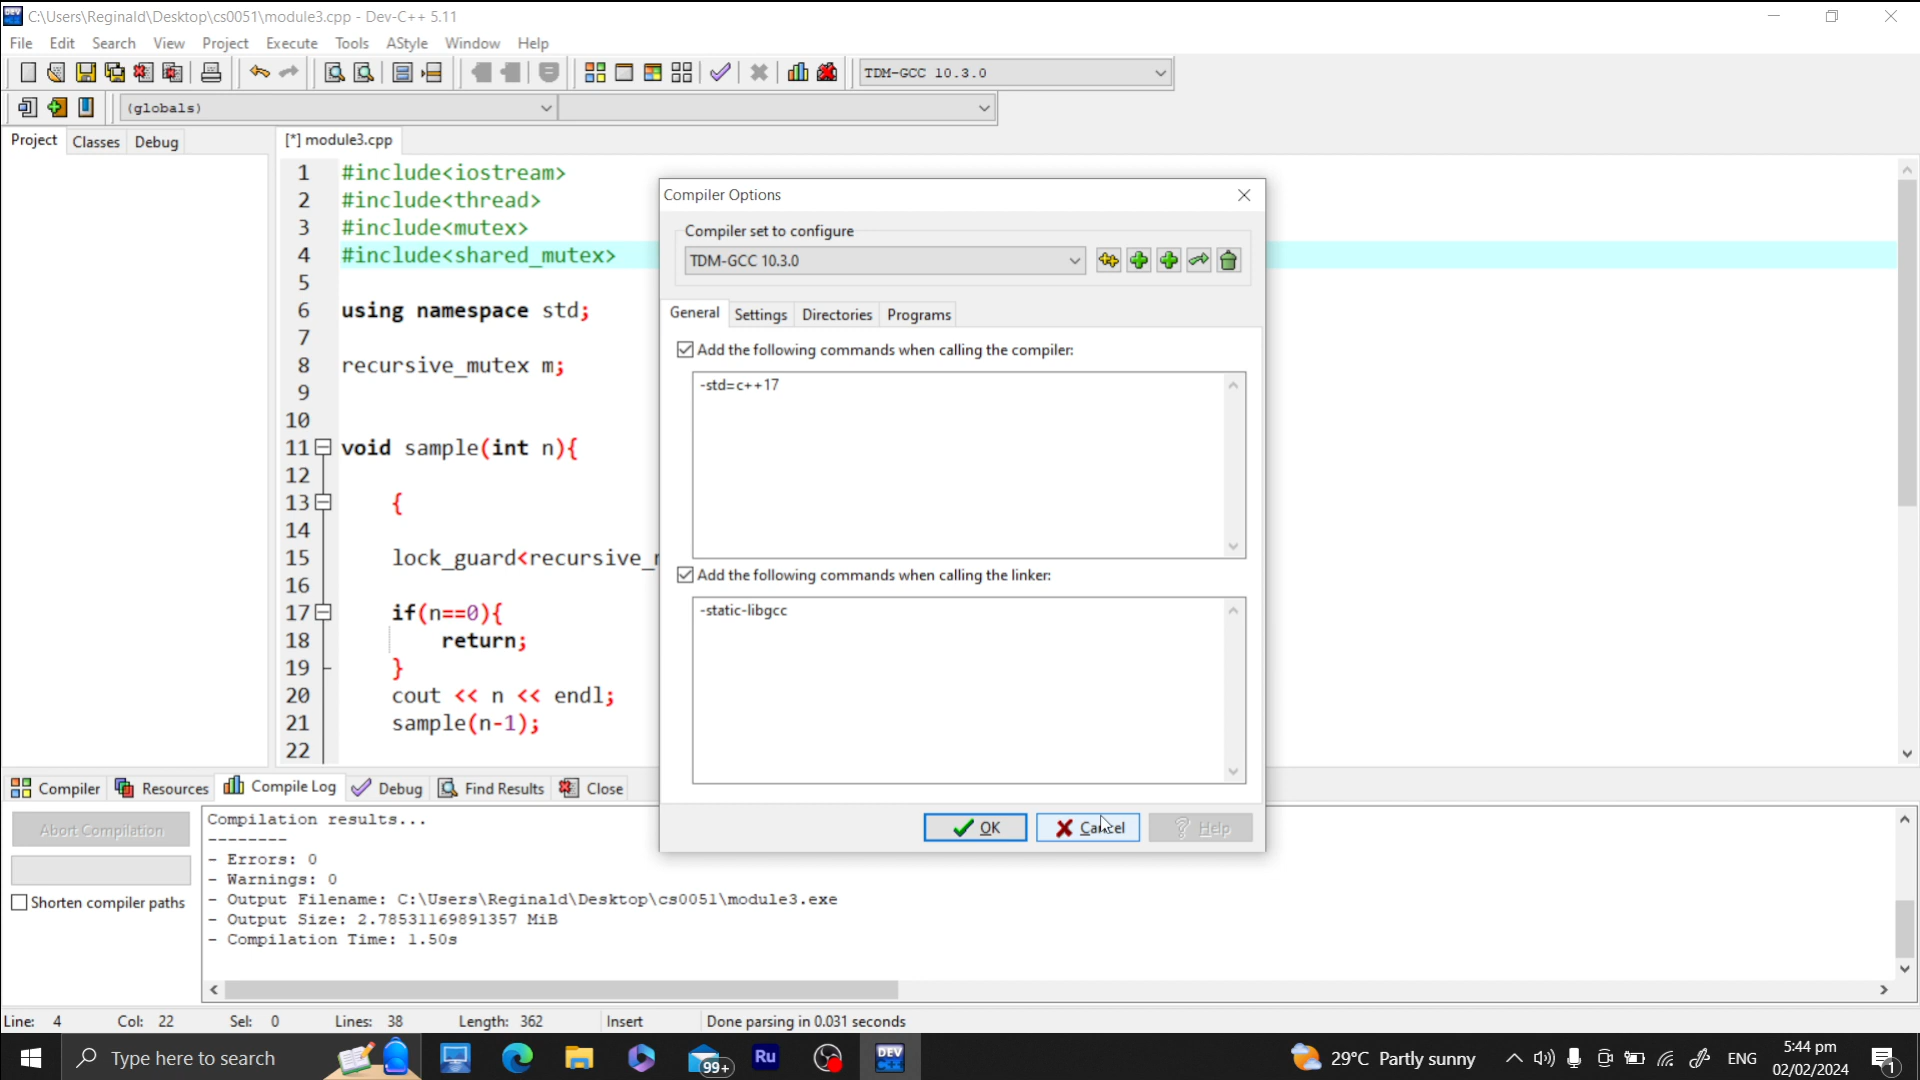 C:\Users\Reginald\Desktop\cs0051\module3.cpp - Dev-C++ 5.11
File Edit Search View Project Execute Tools AStyle Window Help
TDM-GCC 10.3.0
(globals)
Project Classes Debug
[*] module3.cpp
1 #include<iostream>
2 #include<thread>
3 #include<mutex>
4 #include<shared_mutex>
5
6 using namespace std;
7
8 recursive_mutex m;
9
10
11 void sample(int n){
12
13 {
14
15 lock_guard<recursive_
16
17 if(n==0){
18 return;
19 }
20 cout << n << endl;
21 sample(n-1);
22
Compiler Options
Compiler set to configure
TDM-GCC 10.3.0
General Settings Directories Programs
Add the following commands when calling the compiler:
-std=c++17
Add the following commands when calling the linker:
-static-libgcc
OK Cancel Help
Compiler Resources Compile Log Debug Find Results Close
Abort Compilation
Shorten compiler paths
Compilation results...
--------
- Errors: 0
- Warnings: 0
- Output Filename: C:\Users\Reginald\Desktop\cs0051\module3.exe
- Output Size: 2.78531169891357 MiB
- Compilation Time: 1.50s
Line: 4 Col: 22 Sel: 0 Lines: 38 Length: 362 Insert Done parsing in 0.031 seconds
Type here to search
99+
Ru
DEV
29°C Partly sunny
ENG
5:44 pm
02/02/2024
1